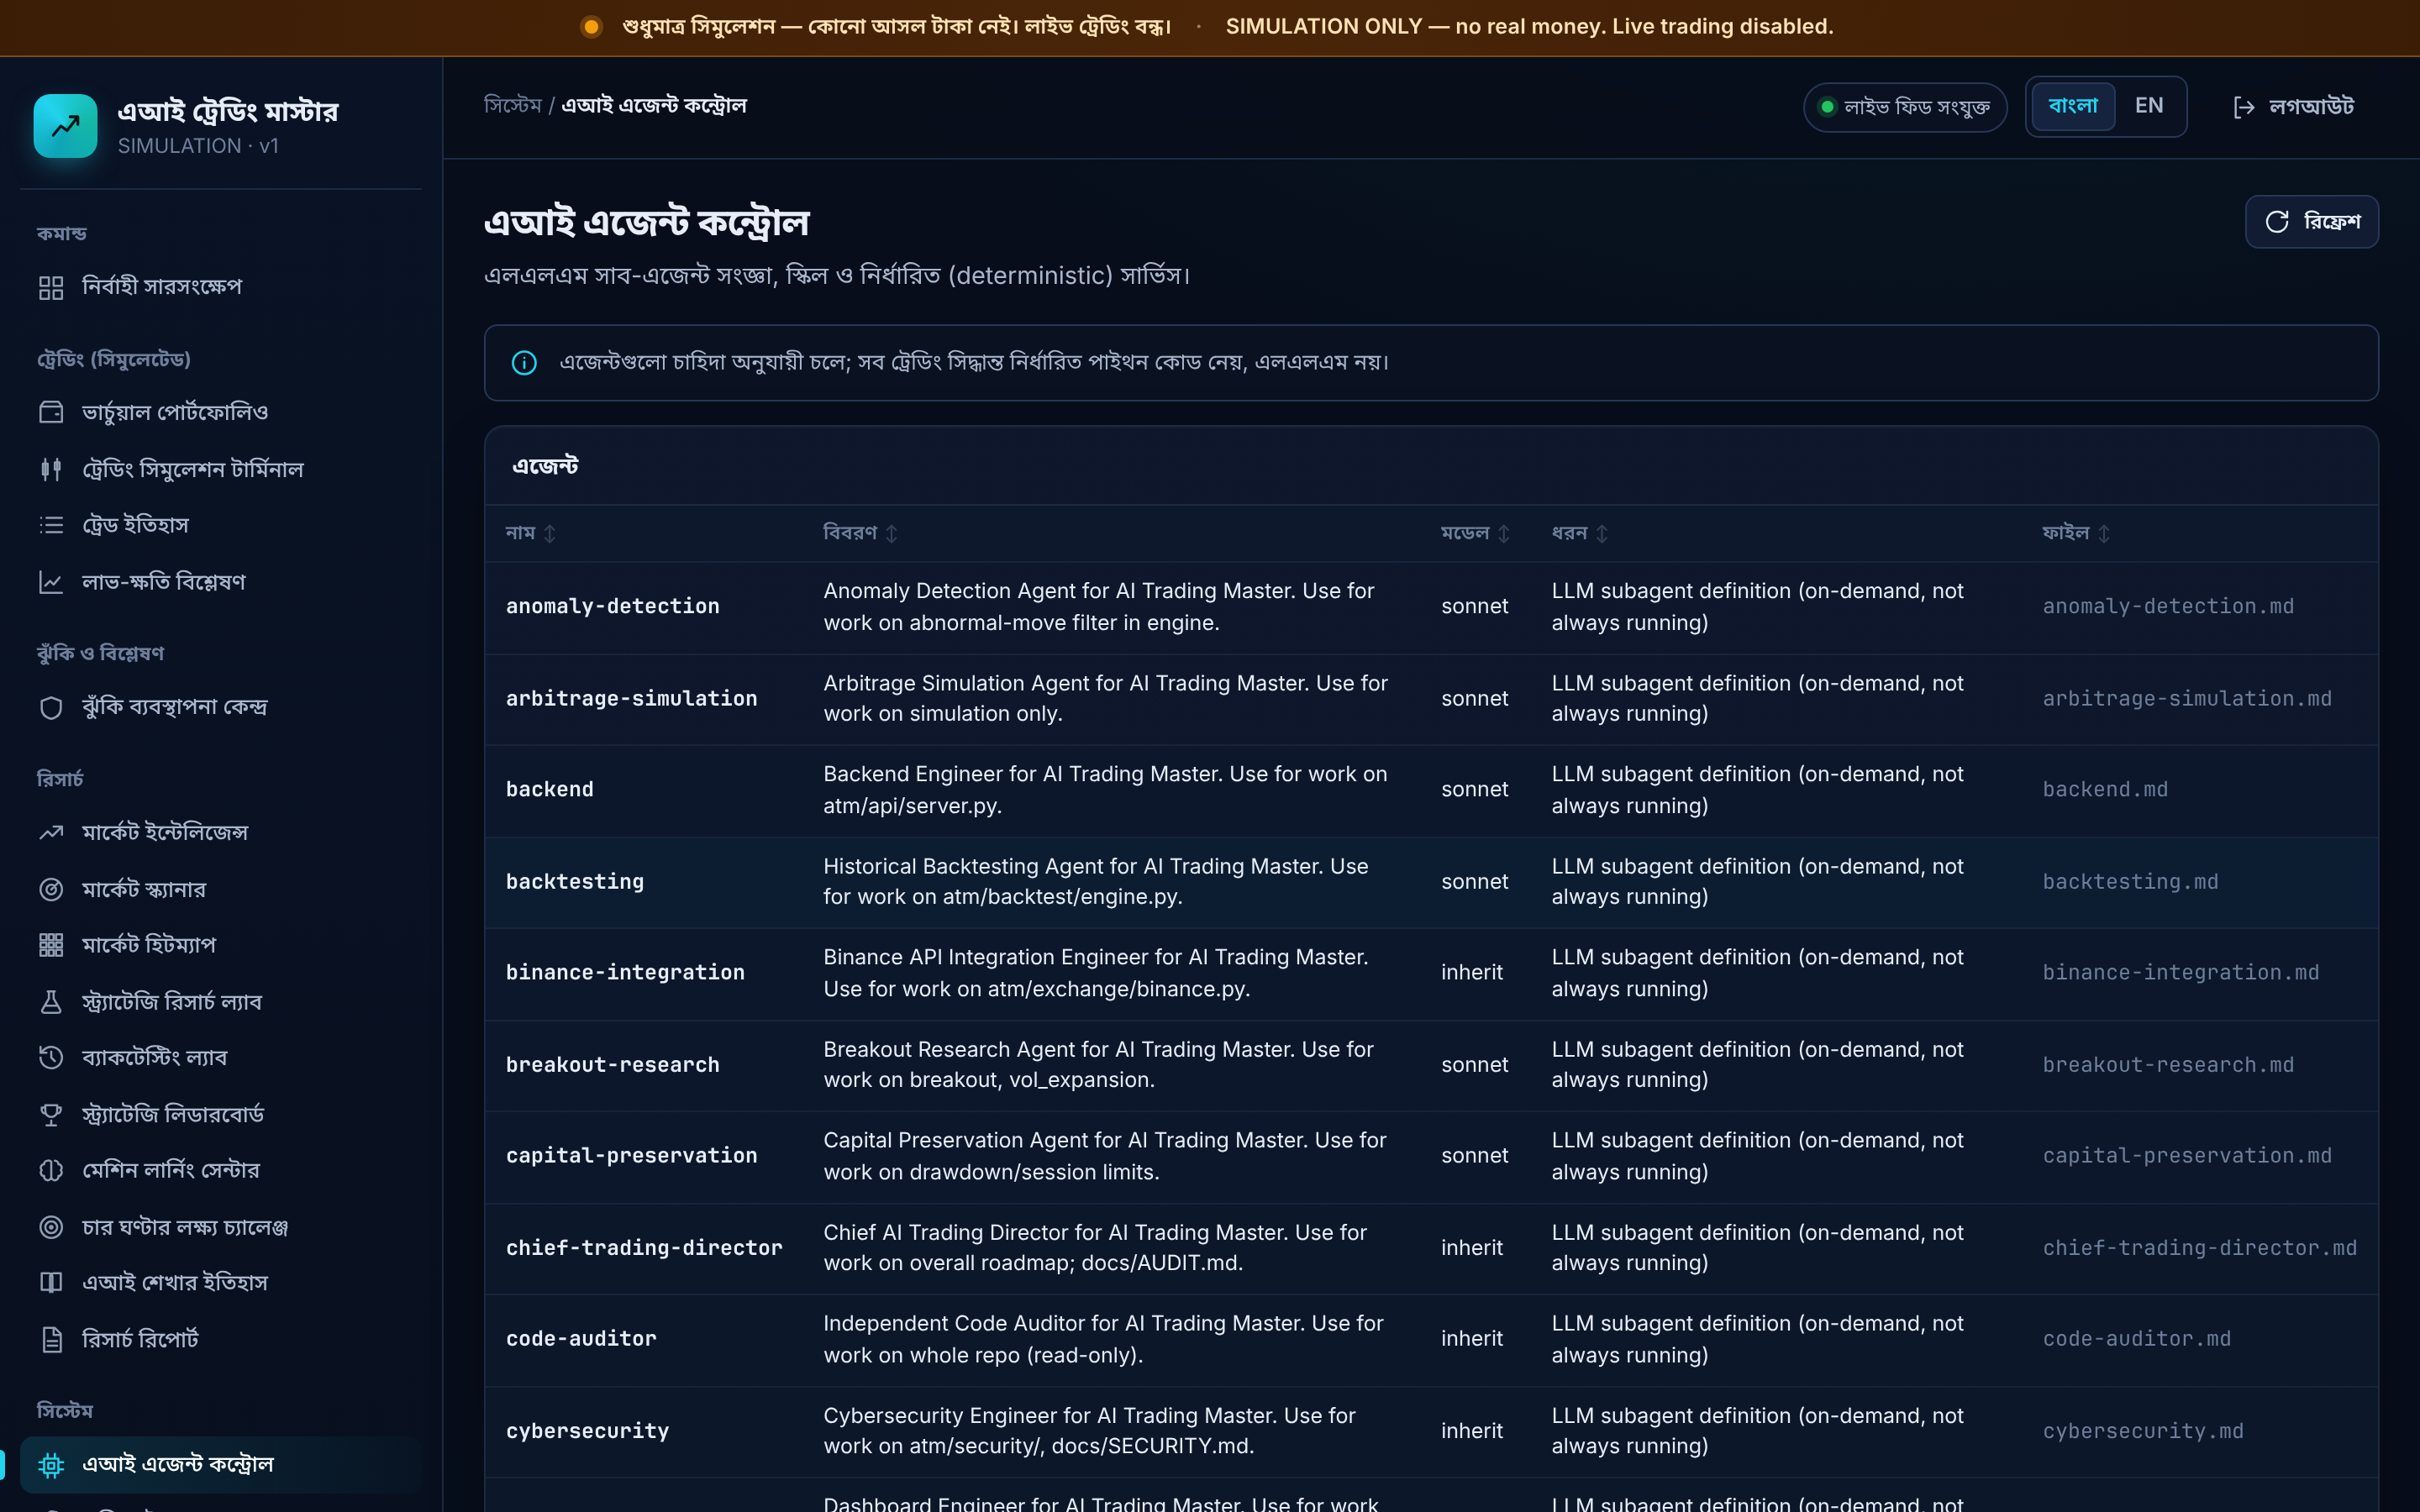 শুধুমাত্র সিমুলেশন — কোনো আসল টাকা নেই। লাইভ ট্রেডিং বন্ধ। · SIMULATION ONLY — no real money. Live trading disabled.
এআই ট্রেডিং মাস্টার
SIMULATION · v1
কমান্ড
নির্বাহী সারসংক্ষেপ
ট্রেডিং (সিমুলেটেড)
ভার্চুয়াল পোর্টফোলিও
ট্রেডিং সিমুলেশন টার্মিনাল
ট্রেড ইতিহাস
লাভ-ক্ষতি বিশ্লেষণ
ঝুঁকি ও বিশ্লেষণ
ঝুঁকি ব্যবস্থাপনা কেন্দ্র
রিসার্চ
মার্কেট ইন্টেলিজেন্স
মার্কেট স্ক্যানার
মার্কেট হিটম্যাপ
স্ট্র্যাটেজি রিসার্চ ল্যাব
ব্যাকটেস্টিং ল্যাব
স্ট্র্যাটেজি লিডারবোর্ড
মেশিন লার্নিং সেন্টার
চার ঘণ্টার লক্ষ্য চ্যালেঞ্জ
এআই শেখার ইতিহাস
রিসার্চ রিপোর্ট
সিস্টেম
এআই এজেন্ট কন্ট্রোল
সিস্টেম / এআই এজেন্ট কন্ট্রোল
লাইভ ফিড সংযুক্ত
বাংলা EN
লগআউট
এআই এজেন্ট কন্ট্রোল
রিফ্রেশ
এলএলএম সাব-এজেন্ট সংজ্ঞা, স্কিল ও নির্ধারিত (deterministic) সার্ভিস।
এজেন্টগুলো চাহিদা অনুযায়ী চলে; সব ট্রেডিং সিদ্ধান্ত নির্ধারিত পাইথন কোড নেয়, এলএলএম নয়।
এজেন্ট
নাম বিবরণ মডেল ধরন ফাইল
anomaly-detection
Anomaly Detection Agent for AI Trading Master. Use for
work on abnormal-move filter in engine.
sonnet
LLM subagent definition (on-demand, not
always running)
anomaly-detection.md
arbitrage-simulation
Arbitrage Simulation Agent for AI Trading Master. Use for
work on simulation only.
sonnet
LLM subagent definition (on-demand, not
always running)
arbitrage-simulation.md
backend
Backend Engineer for AI Trading Master. Use for work on
atm/api/server.py.
sonnet
LLM subagent definition (on-demand, not
always running)
backend.md
backtesting
Historical Backtesting Agent for AI Trading Master. Use
for work on atm/backtest/engine.py.
sonnet
LLM subagent definition (on-demand, not
always running)
backtesting.md
binance-integration
Binance API Integration Engineer for AI Trading Master.
Use for work on atm/exchange/binance.py.
inherit
LLM subagent definition (on-demand, not
always running)
binance-integration.md
breakout-research
Breakout Research Agent for AI Trading Master. Use for
work on breakout, vol_expansion.
sonnet
LLM subagent definition (on-demand, not
always running)
breakout-research.md
capital-preservation
Capital Preservation Agent for AI Trading Master. Use for
work on drawdown/session limits.
sonnet
LLM subagent definition (on-demand, not
always running)
capital-preservation.md
chief-trading-director
Chief AI Trading Director for AI Trading Master. Use for
work on overall roadmap; docs/AUDIT.md.
inherit
LLM subagent definition (on-demand, not
always running)
chief-trading-director.md
code-auditor
Independent Code Auditor for AI Trading Master. Use for
work on whole repo (read-only).
inherit
LLM subagent definition (on-demand, not
always running)
code-auditor.md
cybersecurity
Cybersecurity Engineer for AI Trading Master. Use for
work on atm/security/, docs/SECURITY.md.
inherit
LLM subagent definition (on-demand, not
always running)
cybersecurity.md
Dashboard Engineer for AI Trading Master. Use for work
LLM subagent definition (on-demand, not